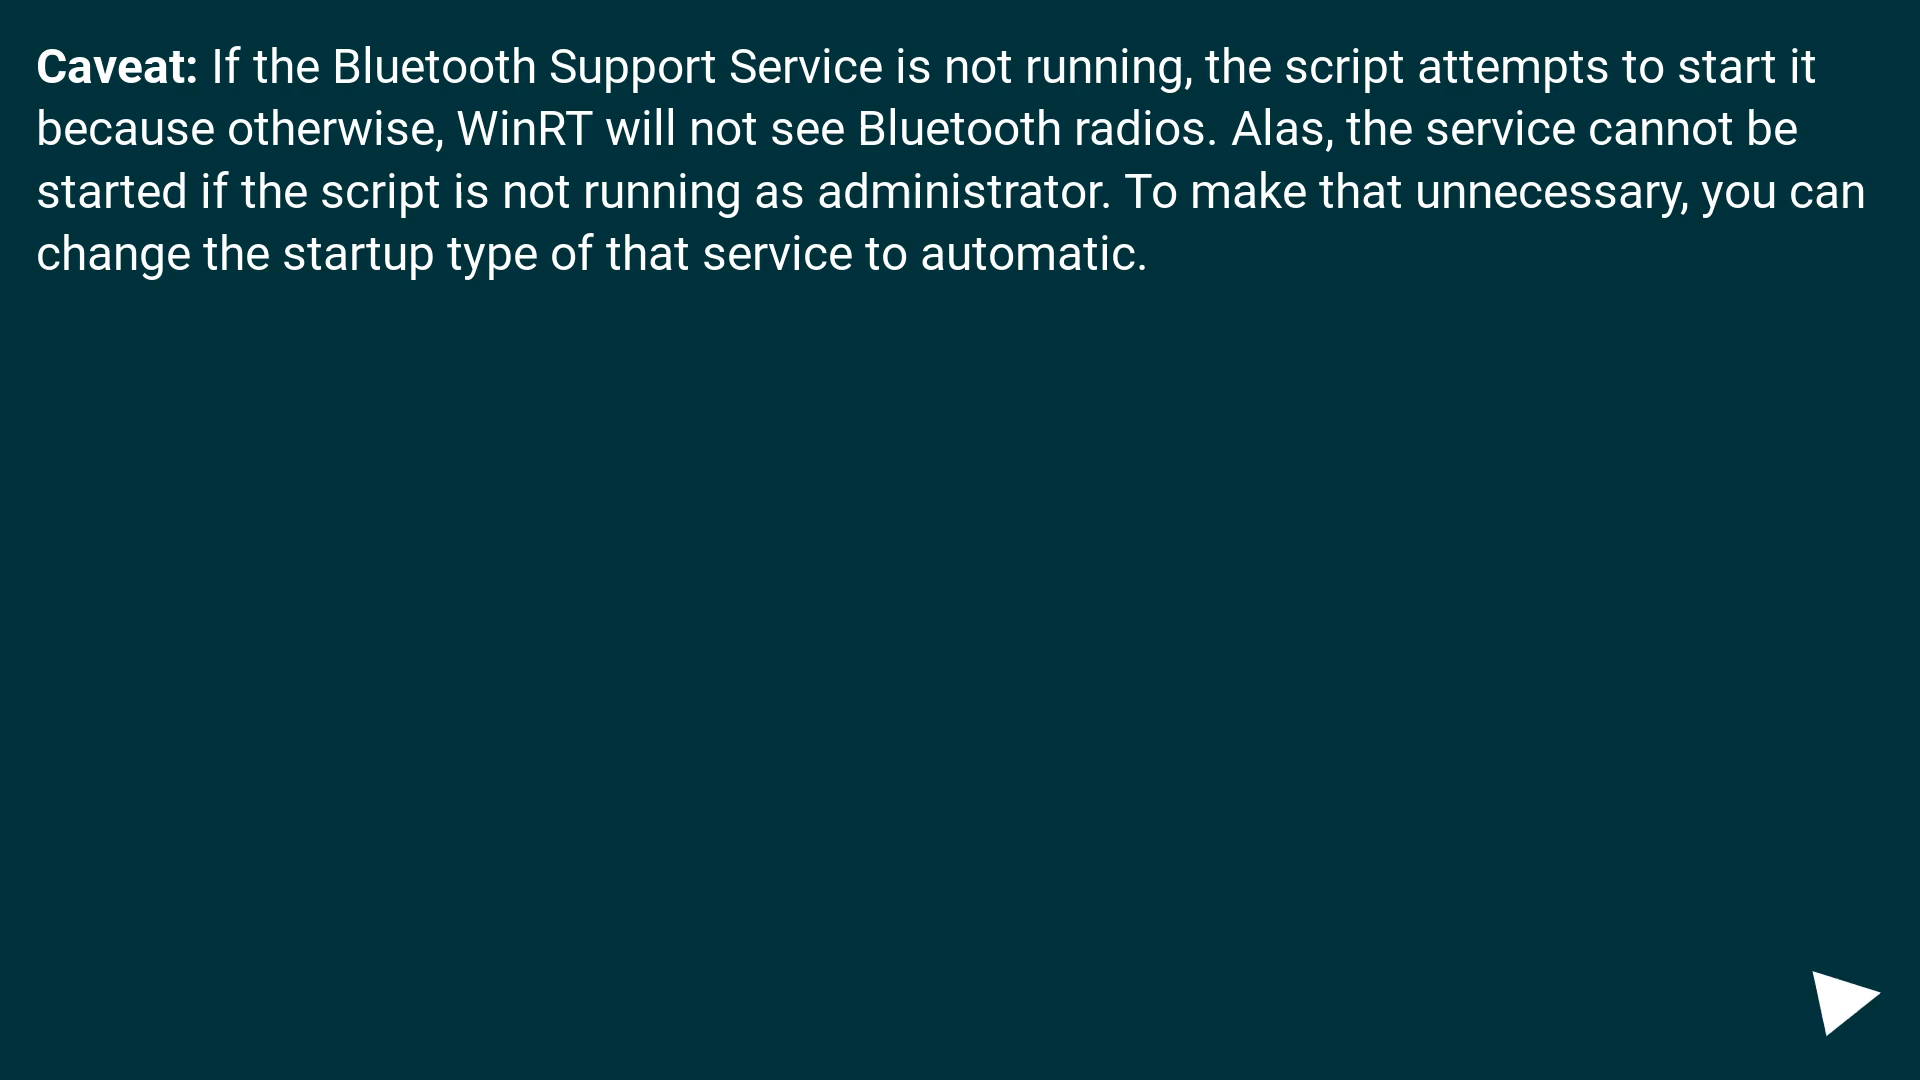 Caveat: If the Bluetooth Support Service is not running, the script attempts to start it
because otherwise, WinRT will not see Bluetooth radios. Alas, the service cannot be
started if the script is not running as administrator. To make that unnecessary, you can
change the startup type of that service to automatic.